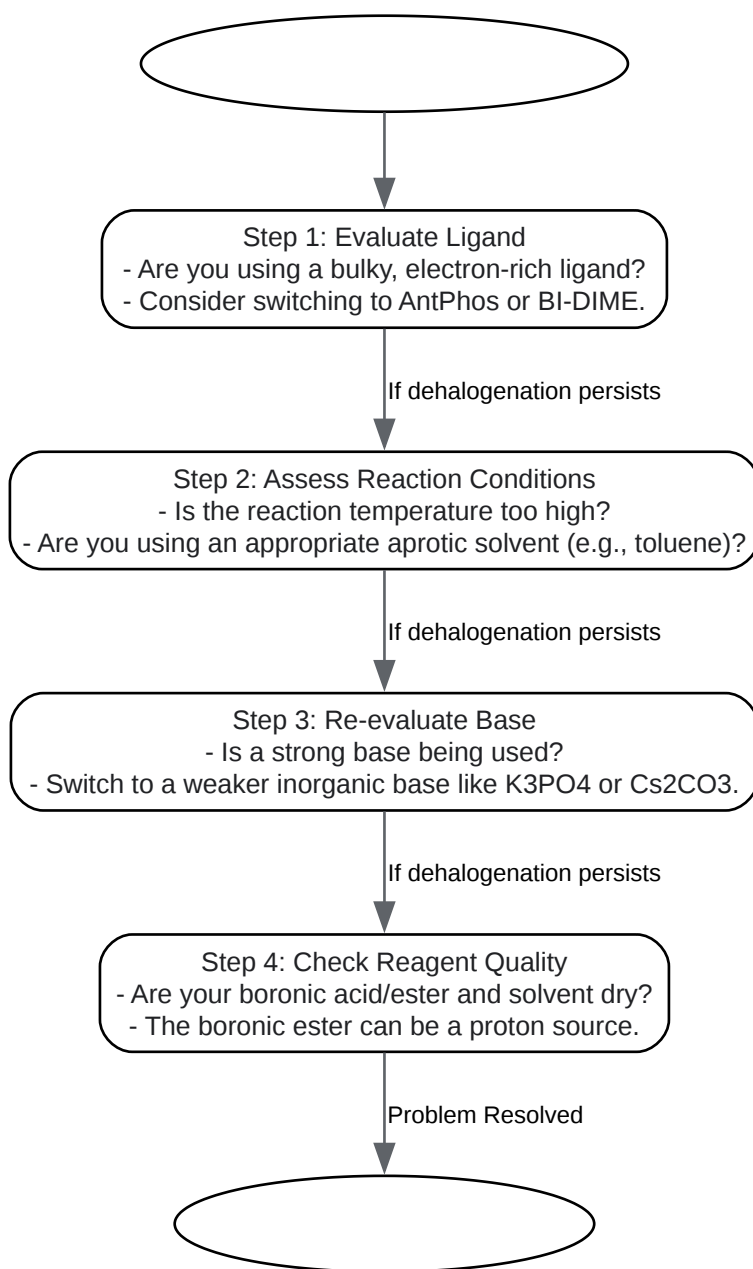 Step 1: Evaluate Ligand
- Are you using a bulky, electron-rich ligand?
- Consider switching to AntPhos or BI-DIME.
If dehalogenation persists
Step 2: Assess Reaction Conditions
- Is the reaction temperature too high?
- Are you using an appropriate aprotic solvent (e.g., toluene)?
If dehalogenation persists
Step 3: Re-evaluate Base
- Is a strong base being used?
- Switch to a weaker inorganic base like K3PO4 or Cs2CO3.
If dehalogenation persists
Step 4: Check Reagent Quality
- Are your boronic acid/ester and solvent dry?
- The boronic ester can be a proton source.
Problem Resolved